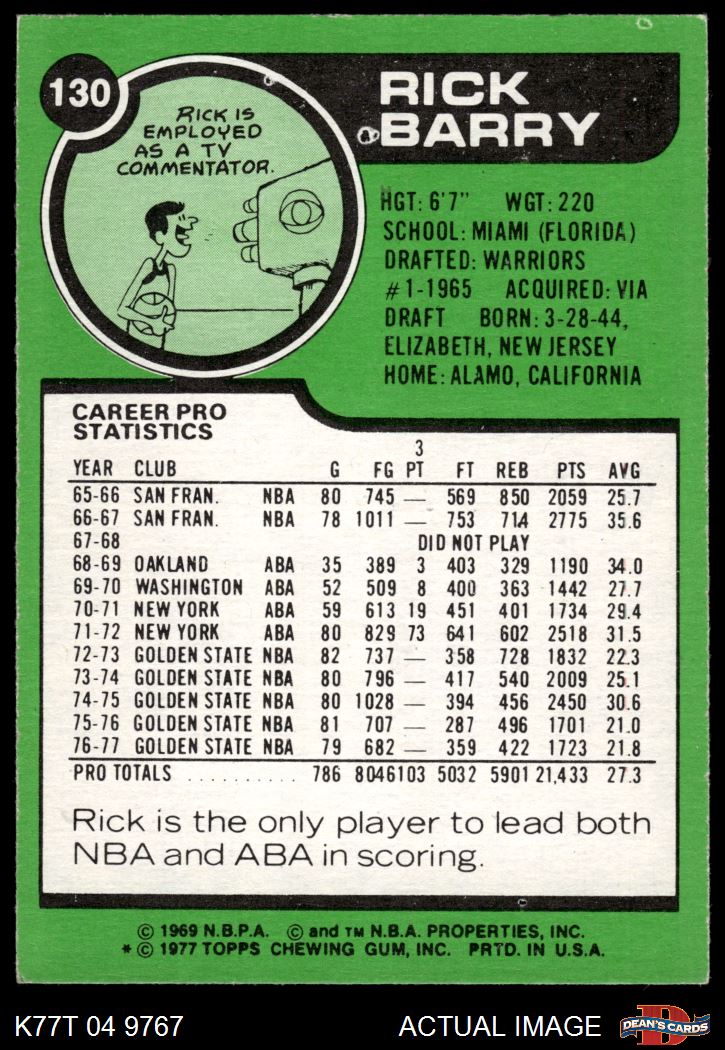 130
RICK
BARRY
RICK IS
EMPLOYED
AS A TV
COMMENTATOR.
HGT: 6'7" WGT: 220
SCHOOL: MIAMI (FLORIDA)
DRAFTED: WARRIORS
#1-1965 ACQUIRED: VIA
DRAFT BORN: 3-28-44,
ELIZABETH, NEW JERSEY
HOME: ALAMO, CALIFORNIA
CAREER PRO
STATISTICS
3
YEAR CLUB G FG PT FT REB PTS AVG
65-66 SAN FRAN. NBA 80 745 — 569 850 2059 25.7
66-67 SAN FRAN. NBA 78 1011 — 753 714 2775 35.6
67-68 DID NOT PLAY
68-69 OAKLAND ABA 35 389 3 403 329 1190 34.0
69-70 WASHINGTON ABA 52 509 8 400 363 1442 27.7
70-71 NEW YORK ABA 59 613 19 451 401 1734 29.4
71-72 NEW YORK ABA 80 829 73 641 602 2518 31.5
72-73 GOLDEN STATE NBA 82 737 — 358 728 1832 22.3
73-74 GOLDEN STATE NBA 80 796 — 417 540 2009 25.1
74-75 GOLDEN STATE NBA 80 1028 — 394 456 2450 30.6
75-76 GOLDEN STATE NBA 81 707 — 287 496 1701 21.0
76-77 GOLDEN STATE NBA 79 682 — 359 422 1723 21.8
PRO TOTALS .......... 786 8046 103 5032 5901 21,433 27.3
Rick is the only player to lead both
NBA and ABA in scoring.
© 1969 N.B.P.A. © and TM N.B.A. PROPERTIES, INC.
* © 1977 TOPPS CHEWING GUM, INC. PRTD. IN U.S.A.
K77T 04 9767 ACTUAL IMAGE D DEAN'S CARDS